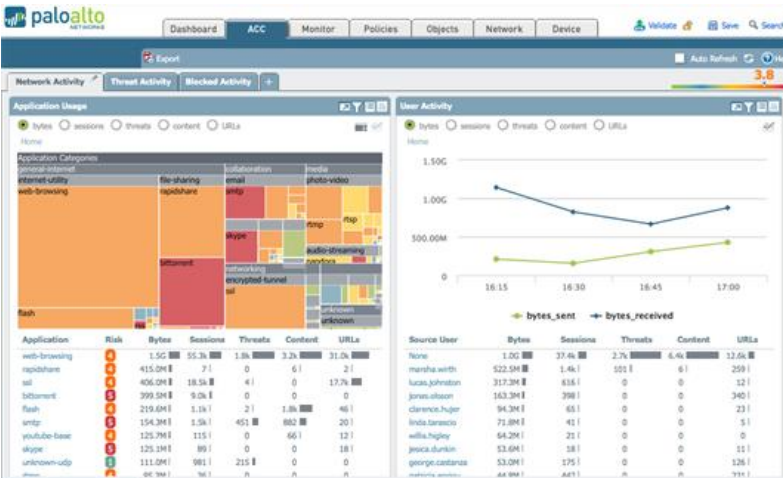 paloalto
NETWORKS
Dashboard ACC Monitor Policies Objects Network Device
Validate Save Search
Export Auto Refresh
Network Activity Threat Activity Blocked Activity +
3.8
Application Usage
bytes sessions threats content URLs
Home
Application Categories
general-internet collaboration media
internet-utility file-sharing email photo-video
web-browsing rapidshare smtp
rtmp rtsp
skype
audio-streaming
pandora
bittorrent networking
encrypted-tunnel
ssl
unknown
flash unknown
Application Risk Bytes Sessions Threats Content URLs
web-browsing 4 1.5G 55.3k 1.8k 3.2k 31.0k
rapidshare 4 415.0M 7 0 6 2
ssl 4 406.0M 18.5k 4 0 17.7k
bittorrent 5 399.5M 9.0k 0 0 0
flash 4 219.6M 1.1k 2 1.8k 46
smtp 5 154.3M 1.5k 451 882 20
youtube-base 4 125.7M 115 0 66 12
skype 5 125.1M 89 0 0 18
unknown-udp 1 111.0M 981 215 0 0
User Activity
bytes sessions threats content URLs
Home
1.50G
1.00G
500.00M
0
16:15 16:30 16:45 17:00
bytes_sent bytes_received
Source User Bytes Sessions Threats Content URLs
None 1.0G 37.4k 2.7k 6.4k 12.6k
marsha.wirth 522.5M 1.4k 101 6 259
lucas.johnston 317.3M 616 0 0 12
jonas.olsson 163.3M 398 0 0 340
clarence.hujer 94.3M 65 0 0 23
linda.tarascio 71.8M 41 0 0 5
willis.higley 64.2M 21 0 0 0
jesica.dunkin 53.6M 18 0 0 11
george.castanza 53.0M 175 0 0 126